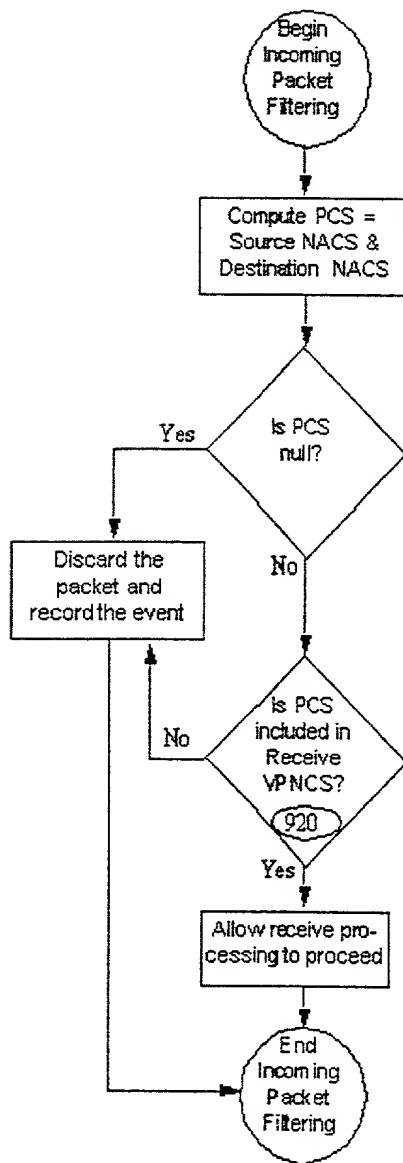 Begin
Incoming
Packet
Filtering
Compute PCS =
Source NACS &
Destination NACS
Is PCS
null?
Yes
No
Discard the
packet and
record the event
Is PCS
included in
Receive
VPNCS?
920
No
Yes
Allow receive pro-
cessing to proceed
End
Incoming
Packet
Filtering